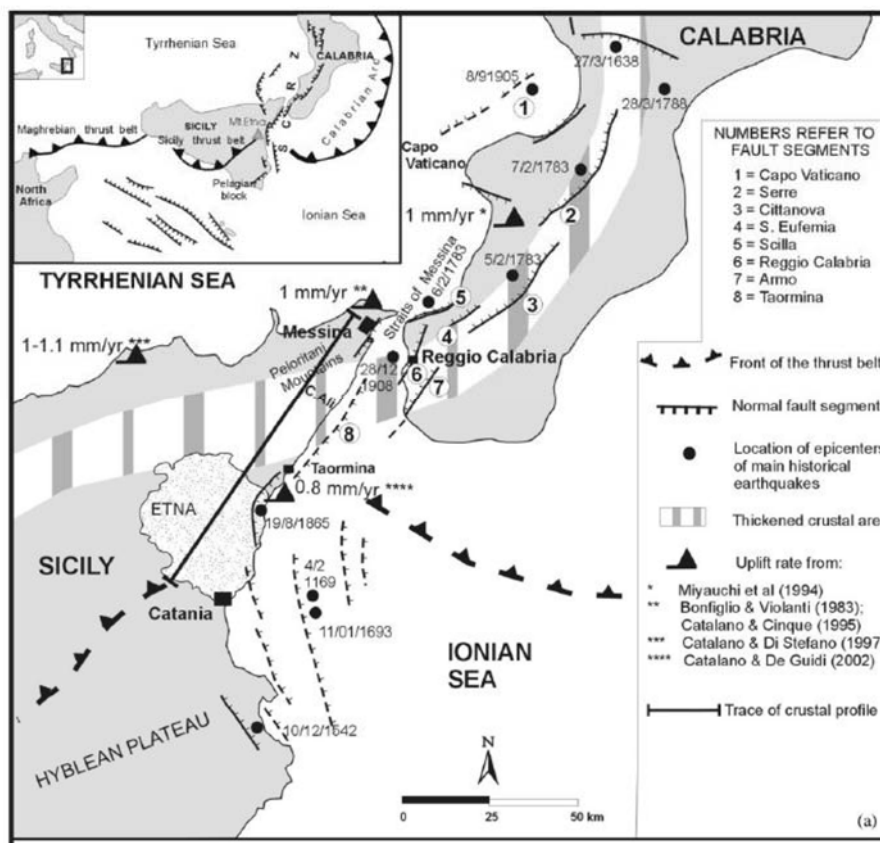 Tyrrhenian Sea
CALABRIA
S C R Z
Calabrian Arc
SICILY
Mt Etna
Maghrebian thrust belt
Sicily thrust belt
Pelagian
block
North
Africa
Ionian Sea
CALABRIA
27/3/1638
8/91905
28/3/1788
1
Capo
Vaticano
7/2/1783
1 mm/yr *
2
5/2/1783
3
TYRRHENIAN SEA
1 mm/yr **
Straits of Messina
6/2/1783
5
4
1-1.1 mm/yr ***
Messina
Peloritani
Mountains
28/12
1908
Reggio Calabria
6
7
C.Alì
8
Taormina
0.8 mm/yr ****
ETNA
19/8/1865
SICILY
4/2
1169
Catania
11/01/1693
IONIAN
SEA
10/12/1542
HYBLEAN PLATEAU
N
0 25 50 km
NUMBERS REFER TO
FAULT SEGMENTS
1 = Capo Vaticano
2 = Serre
3 = Cittanova
4 = S. Eufemia
5 = Scilla
6 = Reggio Calabria
7 = Armo
8 = Taormina
Front of the thrust belt
Normal fault segment
Location of epicenters
of main historical
earthquakes
Thickened crustal are
Uplift rate from:
* Miyauchi et al (1994)
** Bonfiglio & Violanti (1983);
Catalano & Cinque (1995)
*** Catalano & Di Stefano (1997
**** Catalano & De Guidi (2002)
Trace of crustal profile
(a)